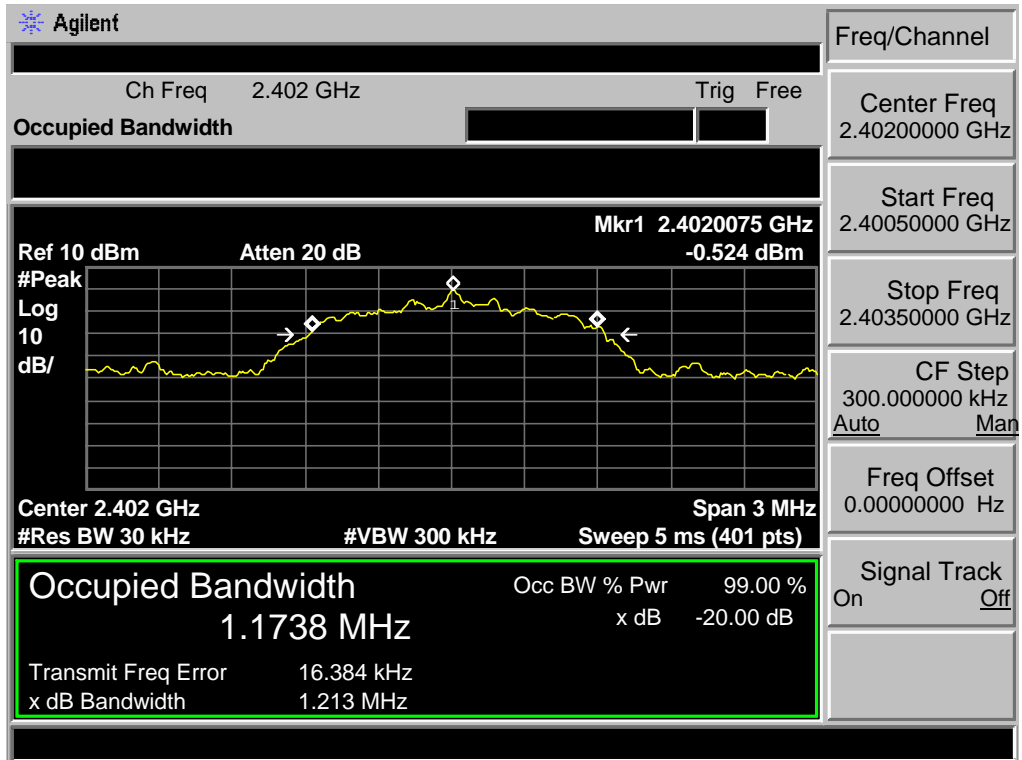 Agilent
Freq/Channel
Ch Freq 2.402 GHz Trig Free
Occupied Bandwidth
Center Freq
2.40200000 GHz
Start Freq
2.40050000 GHz
Mkr1 2.4020075 GHz
Ref 10 dBm Atten 20 dB -0.524 dBm
#Peak
Log
10
dB/
1
Stop Freq
2.40350000 GHz
CF Step
300.000000 kHz
Auto Man
Center 2.402 GHz Span 3 MHz
#Res BW 30 kHz #VBW 300 kHz Sweep 5 ms (401 pts)
Freq Offset
0.00000000 Hz
Occupied Bandwidth Occ BW % Pwr 99.00 %
1.1738 MHz x dB -20.00 dB
Transmit Freq Error 16.384 kHz
x dB Bandwidth 1.213 MHz
Signal Track
On Off